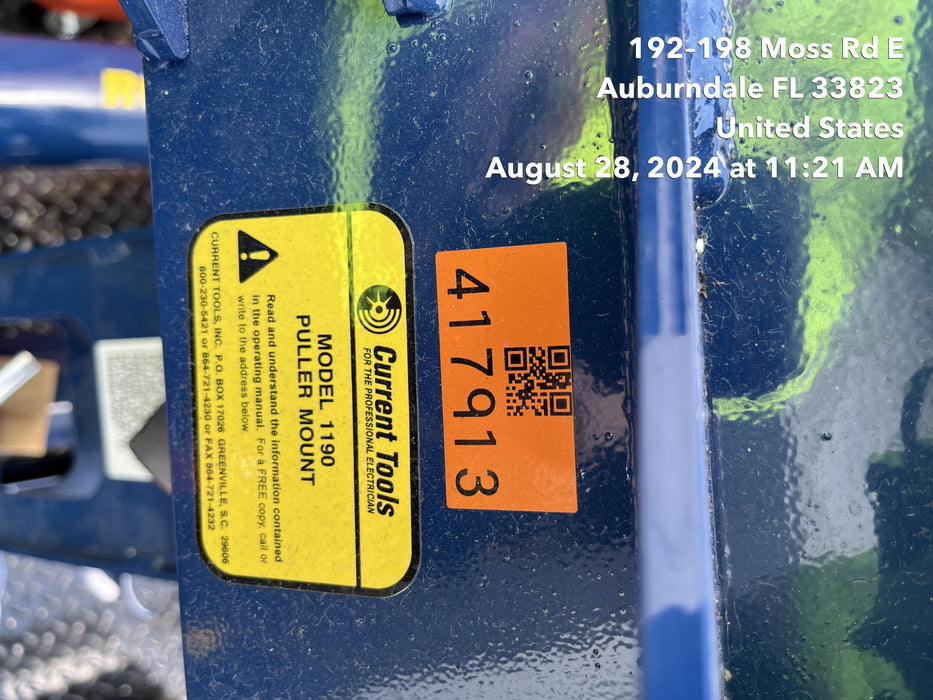 192–198 Moss Rd E
Auburndale FL 33823
United States
August 28, 2024 at 11:21 AM
Current Tools
FOR THE PROFESSIONAL ELECTRICIAN
MODEL 1190
PULLER MOUNT
Read and understand the information contained
in the operating manual. For a FREE copy, call or
write to the address below.
CURRENT TOOLS, INC. P.O. BOX 17026 GREENVILLE, S.C. 29606
800-230-5421 or 864-721-4230 or FAX 864-721-4232
417913